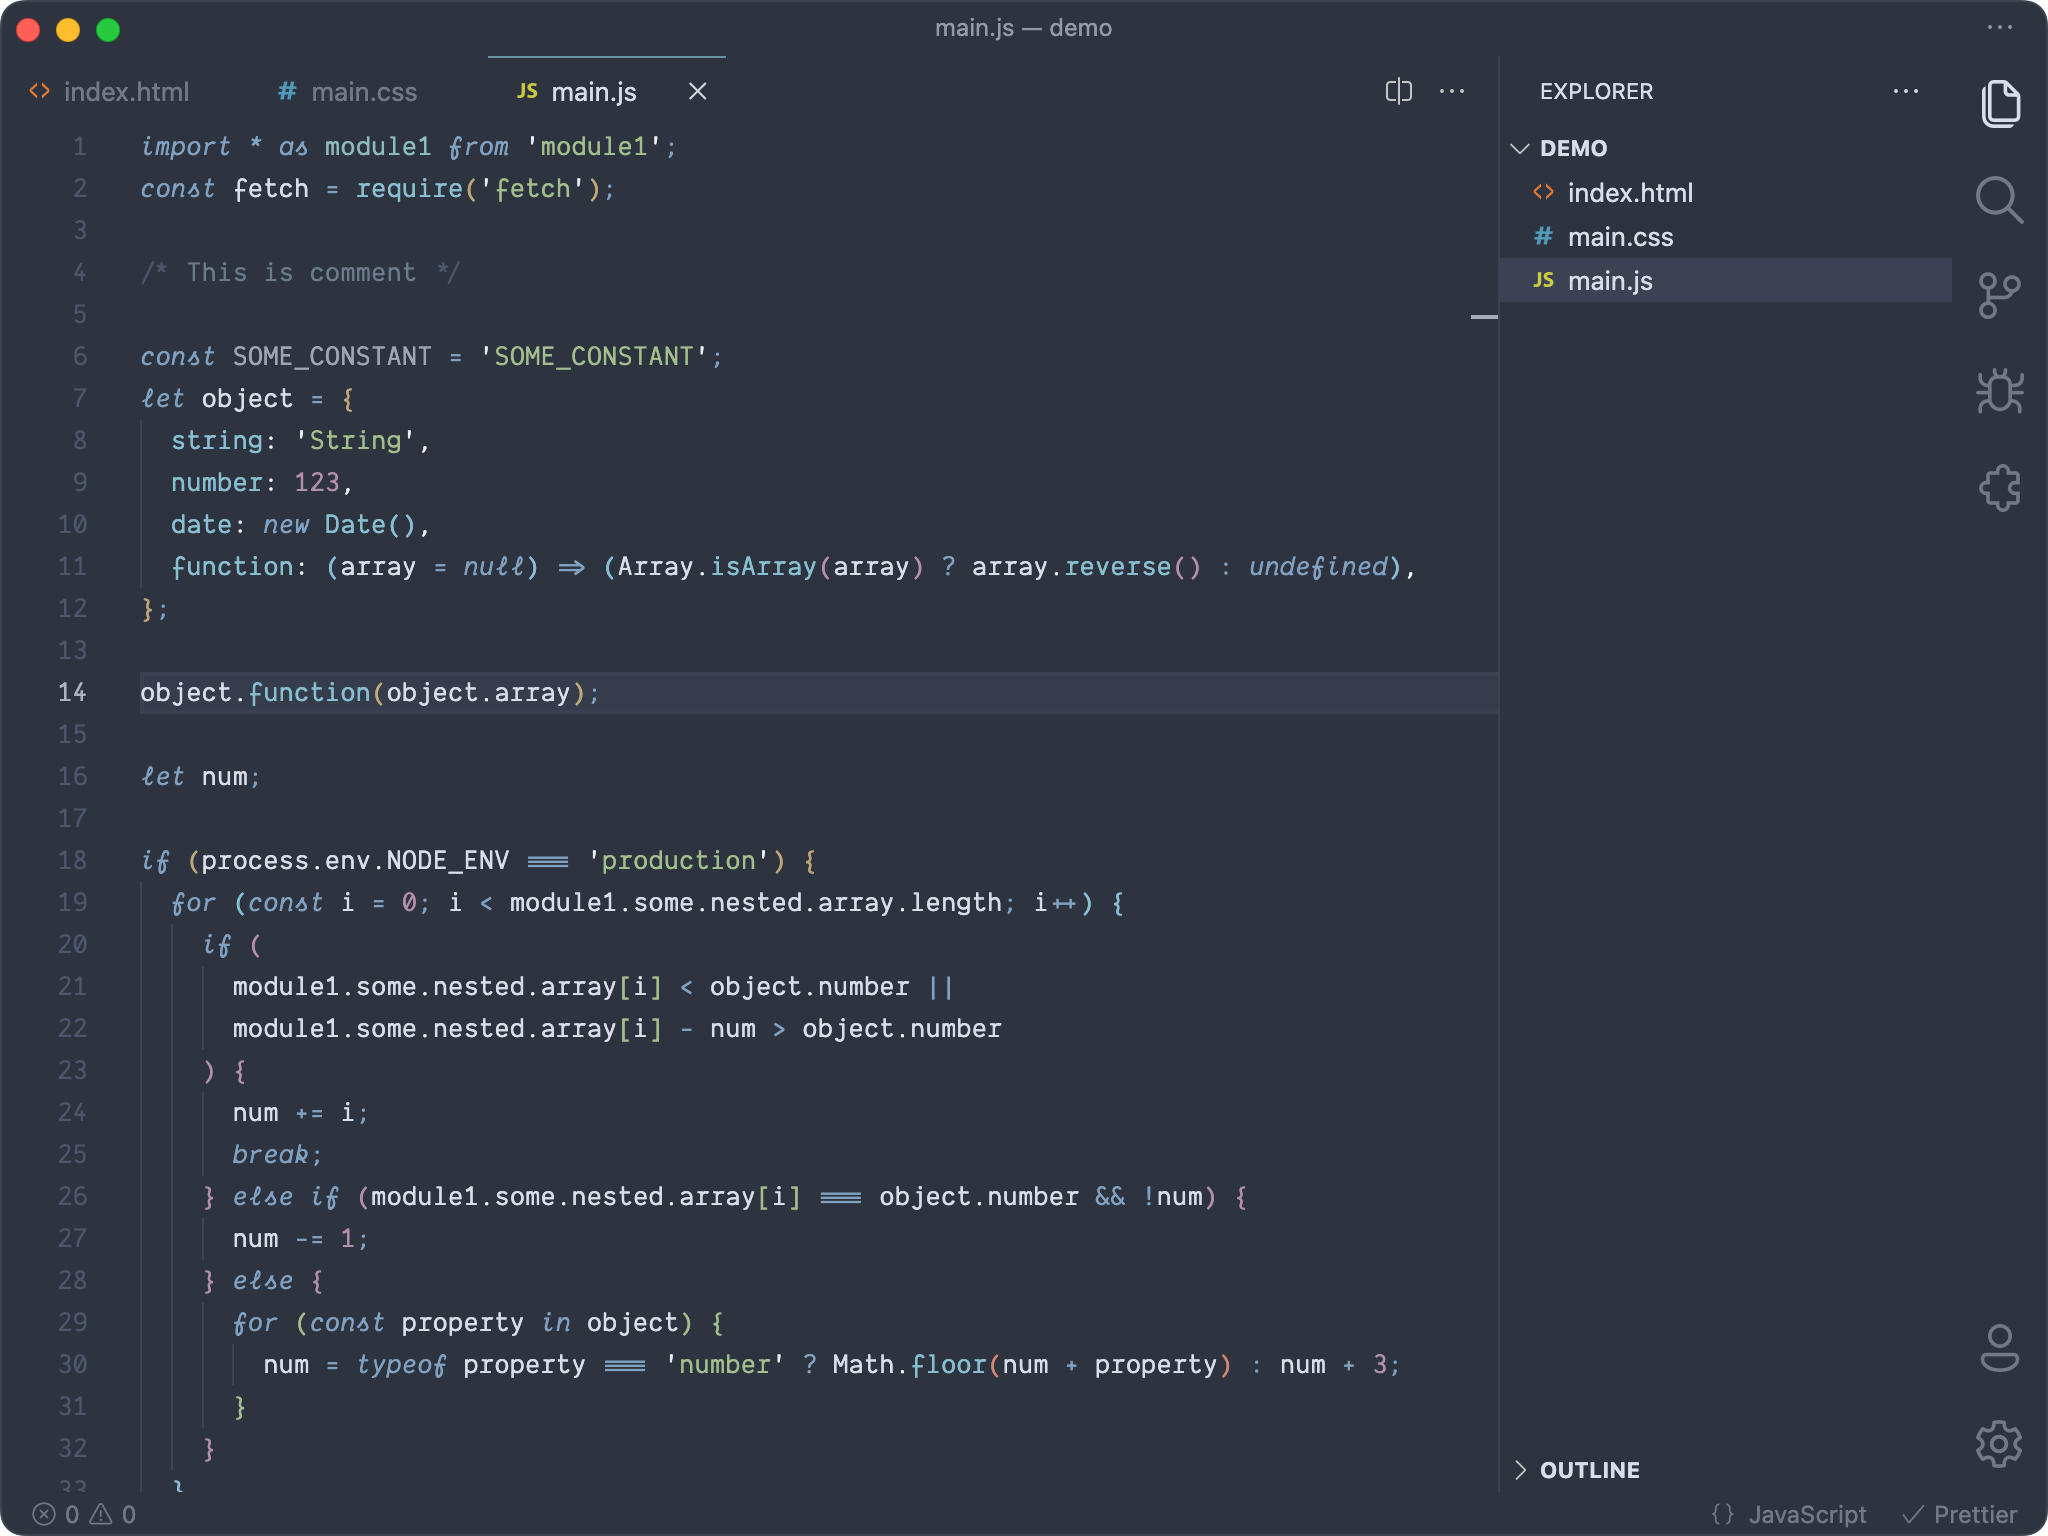 main.js — demo
index.html
main.css
JS main.js
1 import * as module1 from 'module1';
2 const fetch = require('fetch');
3
4 /* This is comment */
5
6 const SOME_CONSTANT = 'SOME_CONSTANT';
7 let object = {
8 string: 'String',
9 number: 123,
10 date: new Date(),
11 function: (array = null) => (Array.isArray(array) ? array.reverse() : undefined),
12 };
13
14 object.function(object.array);
15
16 let num;
17
18 if (process.env.NODE_ENV === 'production') {
19 for (const i = 0; i < module1.some.nested.array.length; i++) {
20 if (
21 module1.some.nested.array[i] < object.number ||
22 module1.some.nested.array[i] - num > object.number
23 ) {
24 num += i;
25 break;
26 } else if (module1.some.nested.array[i] === object.number && !num) {
27 num -= 1;
28 } else {
29 for (const property in object) {
30 num = typeof property === 'number' ? Math.floor(num + property) : num + 3;
31 }
32 }
33 }
EXPLORER
DEMO
index.html
main.css
JS main.js
OUTLINE
0 0
{} JavaScript
Prettier